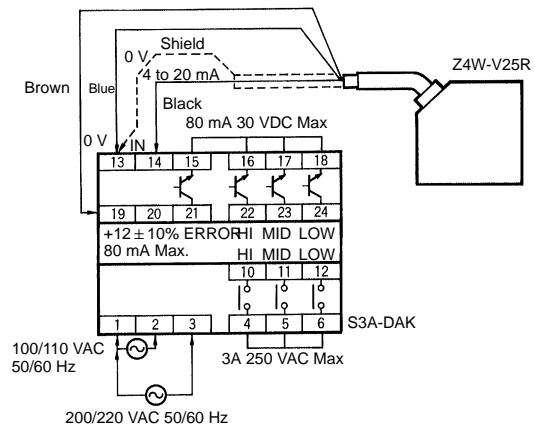 0 V
Shield
4 to 20 mA
Z4W-V25R
Brown
Blue
Black
80 mA 30 VDC Max
0 V
IN
13 14 15 16 17 18
19 20 21 22 23 24
+12 ± 10% ERROR HI MID LOW
80 mA Max. HI MID LOW
10 11 12
1 2 3 4 5 6
S3A-DAK
100/110 VAC
50/60 Hz
3A 250 VAC Max
200/220 VAC 50/60 Hz